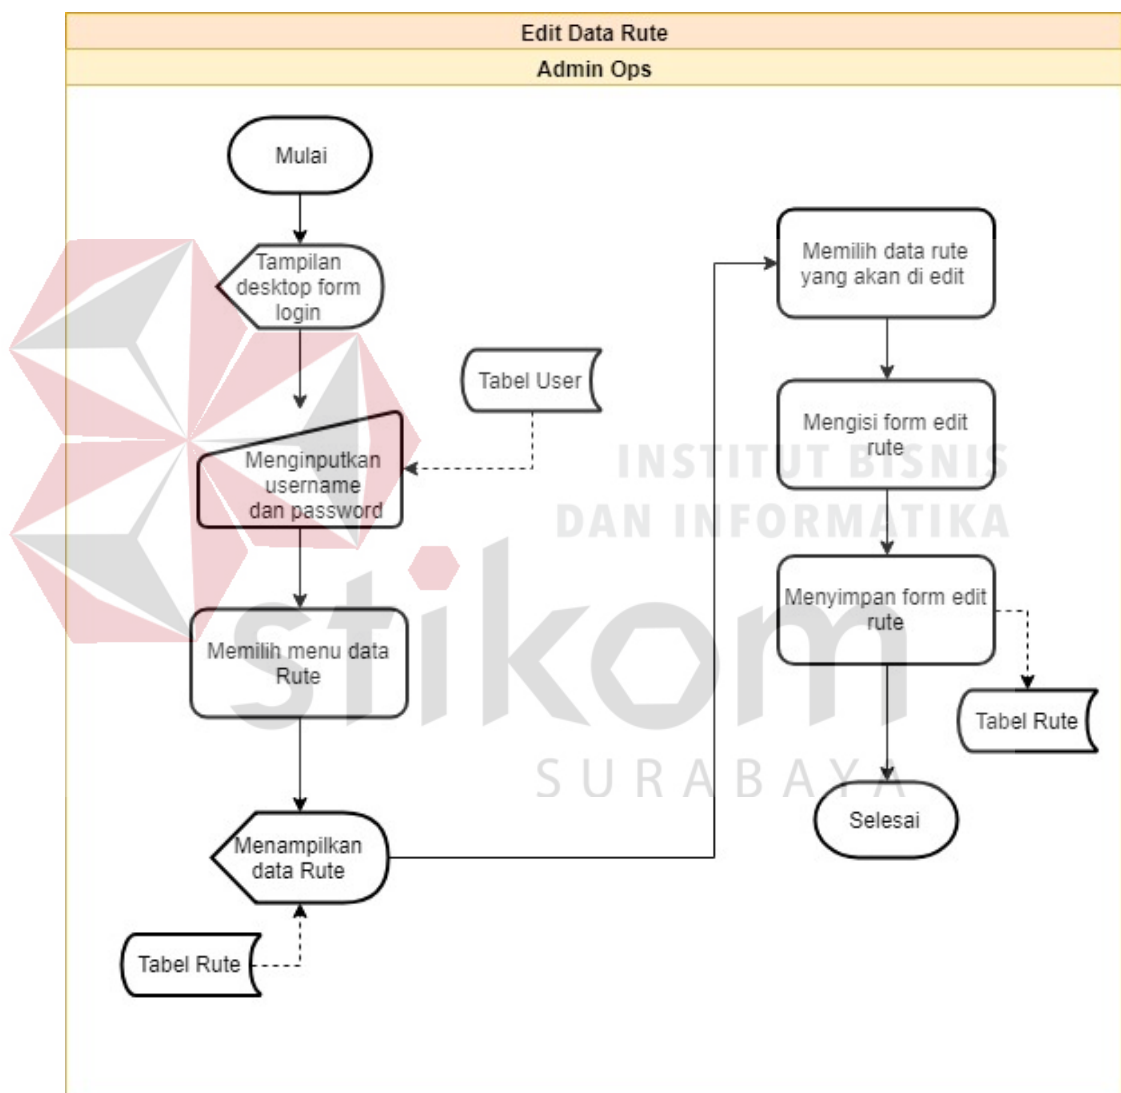 Edit Data Rute
Admin Ops
Mulai
Tampilan
desktop form
login
Tabel User
Menginputkan
username
dan password
Memilih menu data
Rute
Menampilkan
data Rute
Tabel Rute
Memilih data rute
yang akan di edit
Mengisi form edit
rute
Menyimpan form edit
rute
Tabel Rute
Selesai
INSTITUT BISNIS
DAN INFORMATIKA
stikom
SURABAYA